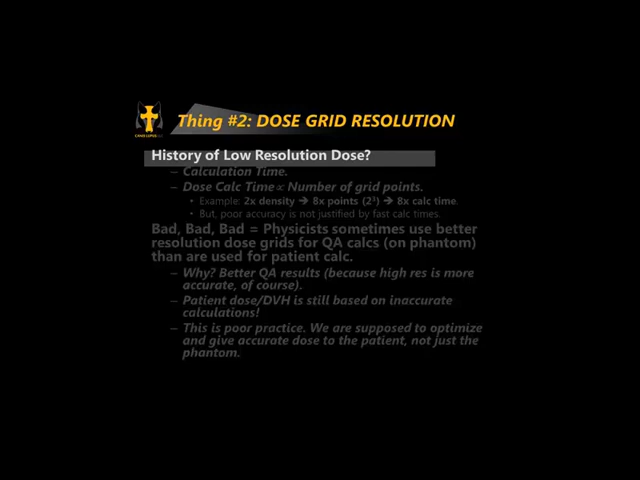 CANIS LUPUS LLC
Thing #2: DOSE GRID RESOLUTION
History of Low Resolution Dose?
– Calculation Time.
– Dose Calc Time ∝ Number of grid points.
• Example: 2x density ➔ 8x points (2³) ➔ 8x calc time.
• But, poor accuracy is not justified by fast calc times.
Bad, Bad, Bad = Physicists sometimes use better
resolution dose grids for QA calcs (on phantom)
than are used for patient calc.
– Why? Better QA results (because high res is more
accurate, of course).
– Patient dose/DVH is still based on inaccurate
calculations!
– This is poor practice. We are supposed to optimize
and give accurate dose to the patient, not just the
phantom.